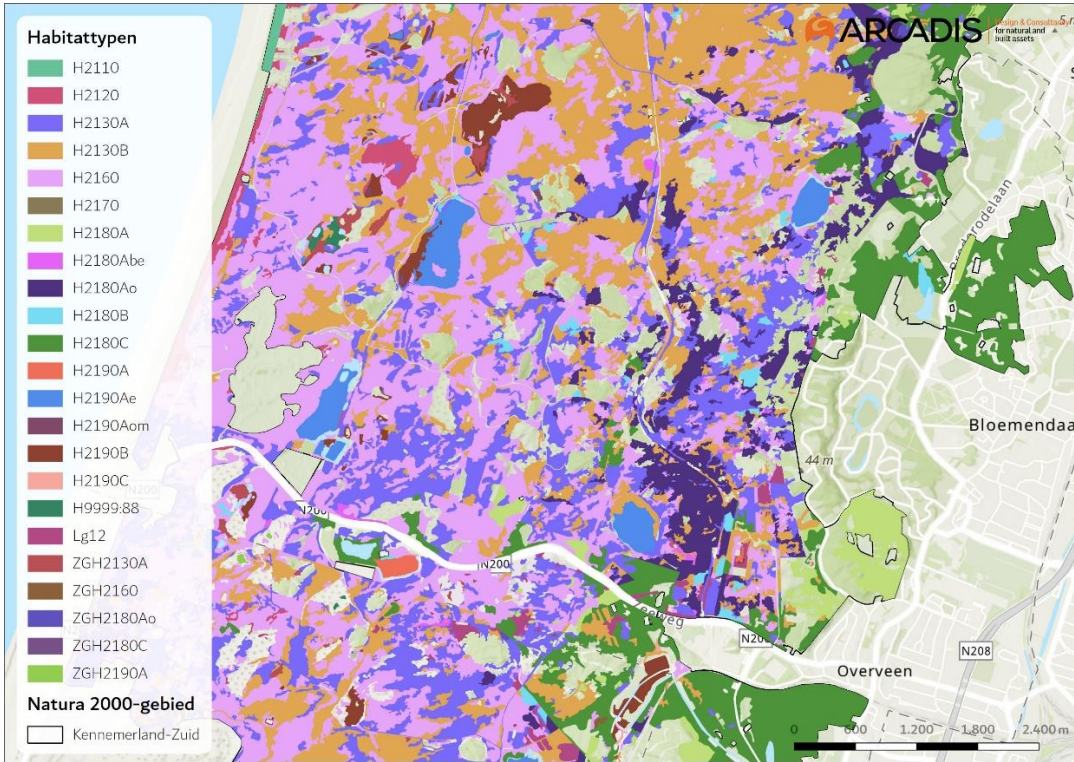 Habitattypen
H2110
H2120
H2130A
H2130B
H2160
H2170
H2180A
H2180Abe
H2180Ao
H2180B
H2180C
H2190A
H2190Ae
H2190Aom
H2190B
H2190C
H9999:88
Lg12
ZGH2130A
ZGH2160
ZGH2180Ao
ZGH2180C
ZGH2190A
Natura 2000-gebied
Kennemerland-Zuid
ARCADIS
Design & Consultancy
for natural and
built assets
Brederodelaan
Bloemendaa
44 m
N200
N200
N200
eeweg
N20
Overveen
N208
0 600 1.200 1.800 2.400 m